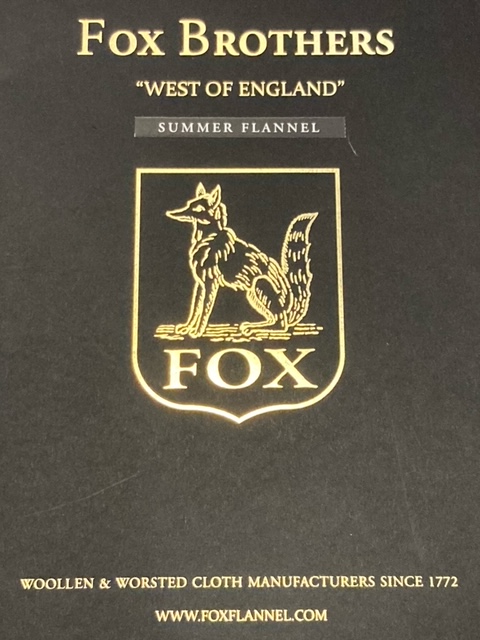 FOX BROTHERS
“WEST OF ENGLAND”
SUMMER FLANNEL
FOX
WOOLLEN & WORSTED CLOTH MANUFACTURERS SINCE 1772
WWW.FOXFLANNEL.COM